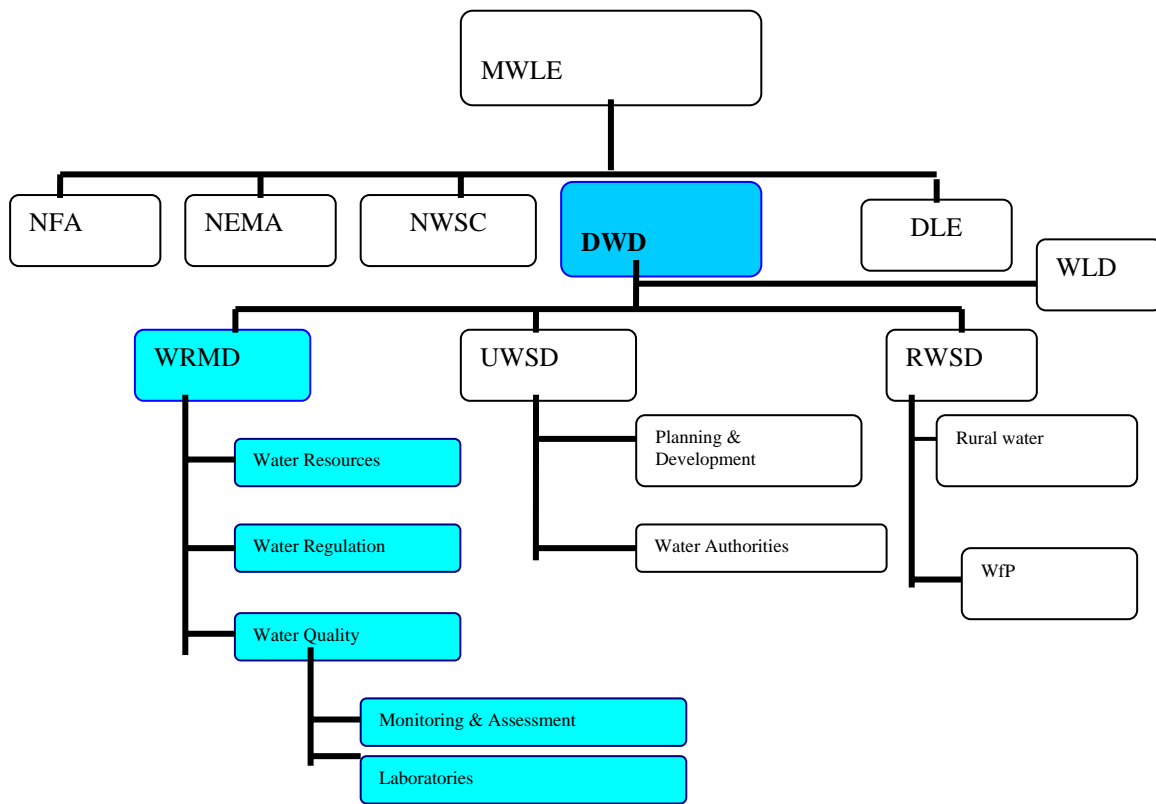 MWLE
NFA
NEMA
NWSC
DWD
DLE
WLD
WRMD
UWSD
RWSD
Water Resources
Water Regulation
Water Quality
Monitoring & Assessment
Laboratories
Planning &
Development
Water Authorities
Rural water
WfP